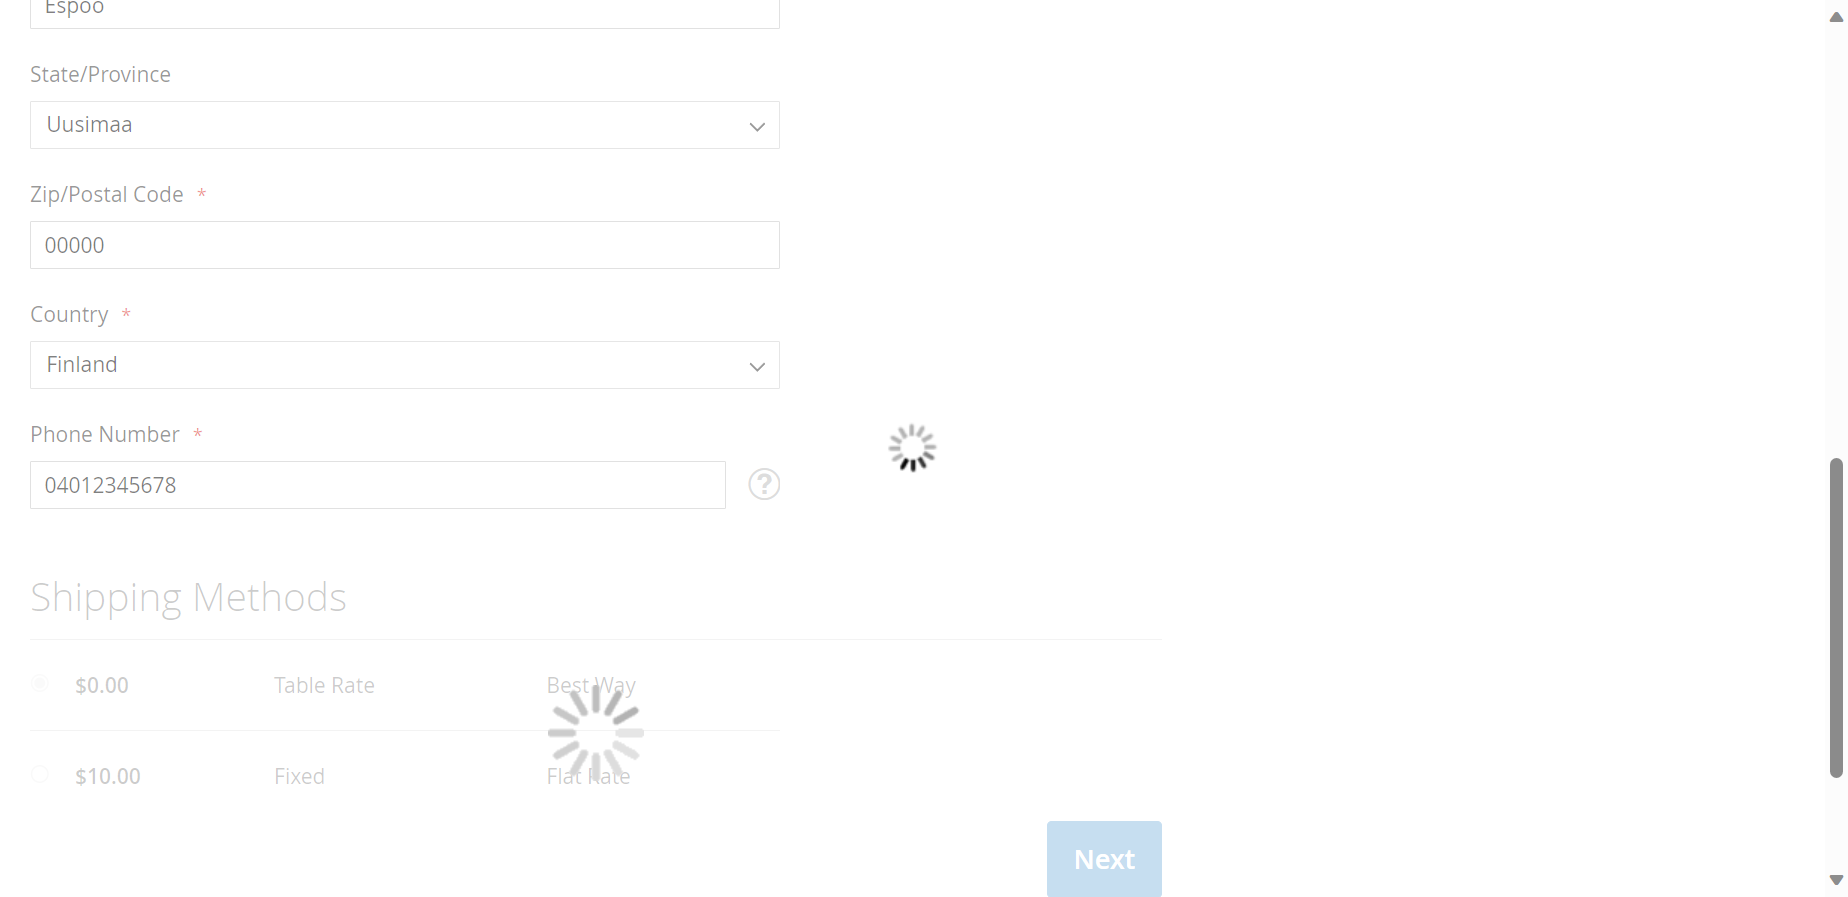 Espoo
State/Province
Uusimaa
Zip/Postal Code *
00000
Country *
Finland
Phone Number *
04012345678 ?
Shipping Methods
$0.00 Table Rate Best Way
$10.00 Fixed Flat Rate
Next